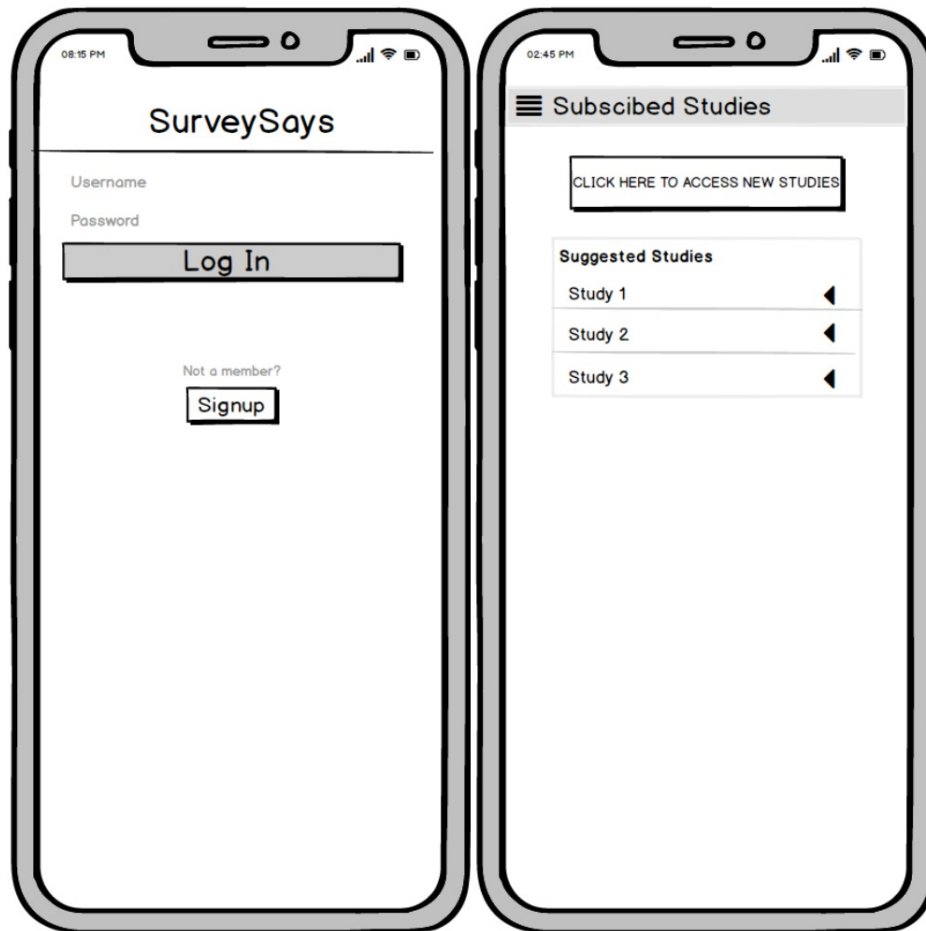 08:15 PM
SurveySays
Username
Password
Log In
Not a member?
Signup
02:45 PM
Subscibed Studies
CLICK HERE TO ACCESS NEW STUDIES
Suggested Studies
Study 1
Study 2
Study 3